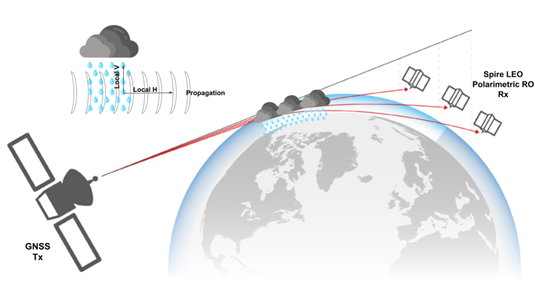 Local V
Local H
Propagation
Spire LEO
Polarimetric RO
Rx
GNSS
Tx